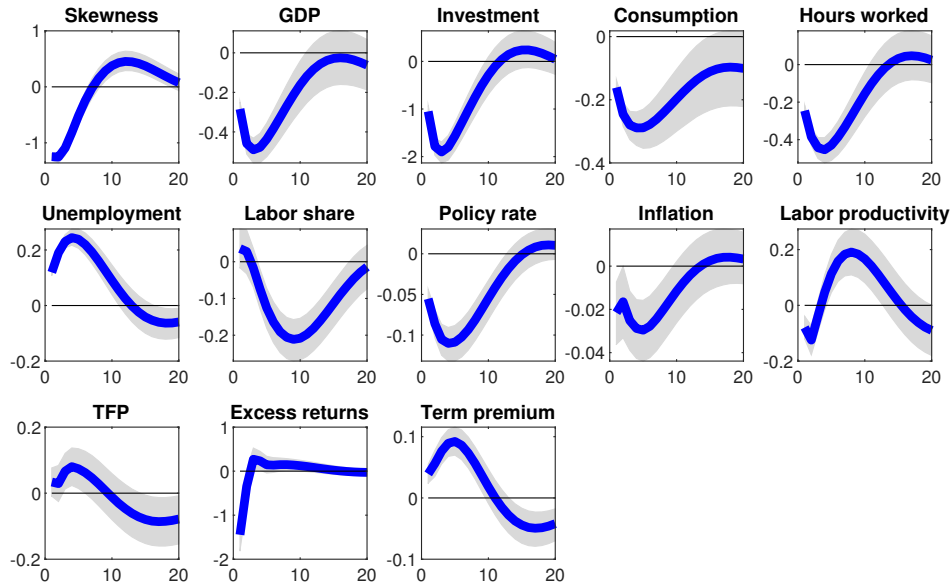 Skewness GDP Investment Consumption Hours worked
1 0 -1
0 -0.2 -0.4
1 0 -1 -2
0 -0.2 -0.4
0.2 0 -0.2 -0.4
0 10 20 0 10 20 0 10 20 0 10 20 0 10 20
Unemployment Labor share Policy rate Inflation Labor productivity
0.2 0 -0.2
0 -0.1 -0.2
0 -0.05 -0.1
0 -0.02 -0.04
0.2 0 -0.2
0 10 20 0 10 20 0 10 20 0 10 20 0 10 20
TFP Excess returns Term premium
0.2 0 -0.2
1 0 -1 -2
0.1 0 -0.1
0 10 20 0 10 20 0 10 20